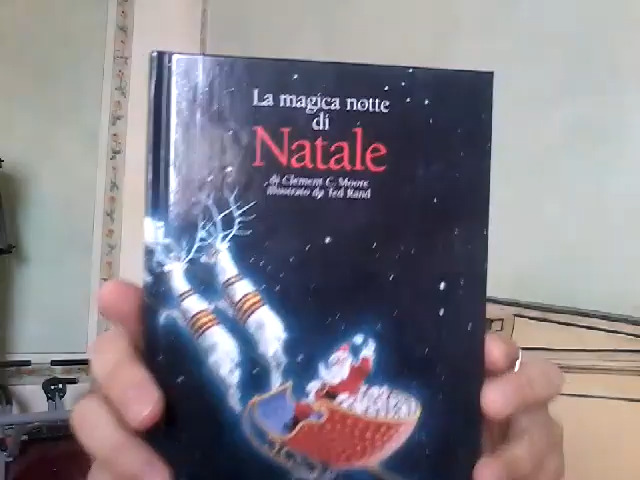 La magica notte
di
Natale
di Clement C. Moore
illustrato da Ted Rand